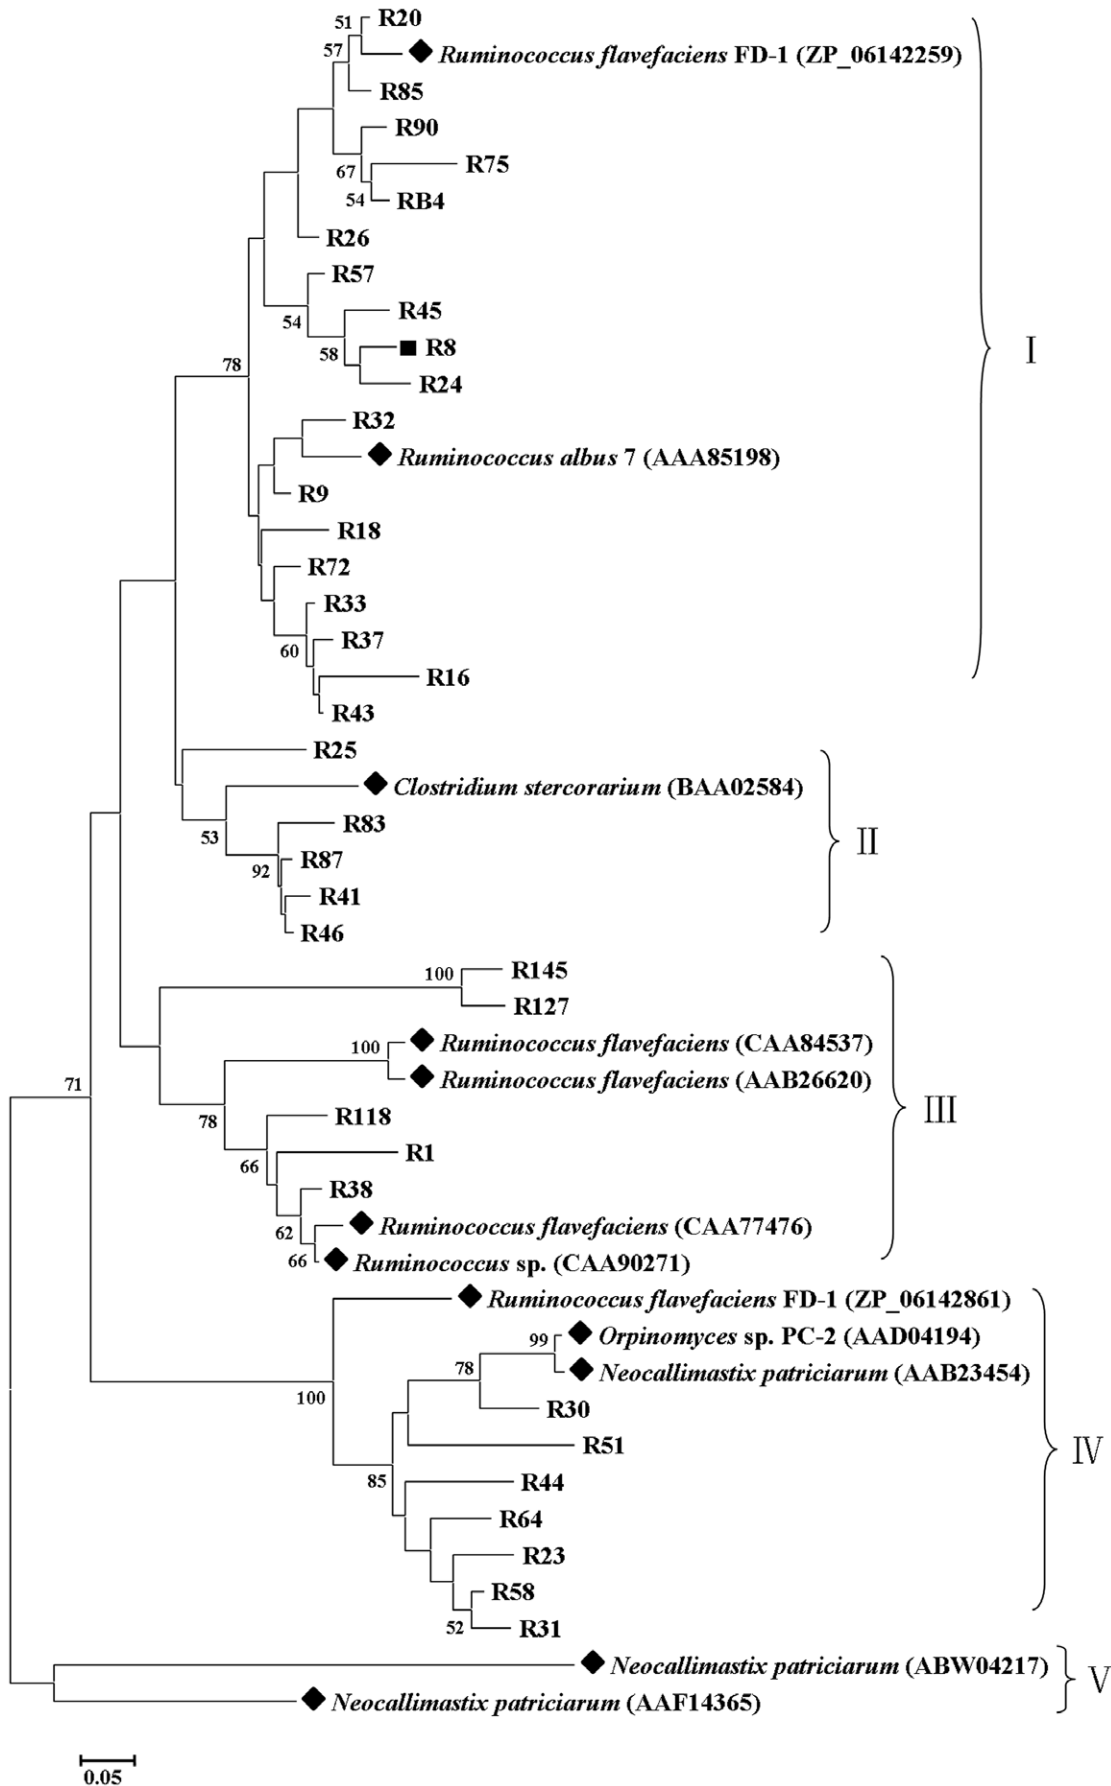 51
R20
57
Ruminococcus flavefaciens FD-1 (ZP_06142259)
R85
R90
67
R75
54
RB4
R26
R57
54
R45
58
R8
R24
78
I
R32
Ruminococcus albus 7 (AAA85198)
R9
R18
R72
R33
60
R37
R16
R43
R25
Clostridium stercorarium (BAA02584)
53
R83
92
R87
II
R41
R46
100
R145
R127
100
Ruminococcus flavefaciens (CAA84537)
Ruminococcus flavefaciens (AAB26620)
71
78
R118
III
66
R1
R38
62
Ruminococcus flavefaciens (CAA77476)
66
Ruminococcus sp. (CAA90271)
Ruminococcus flavefaciens FD-1 (ZP_06142861)
99
Orpinomyces sp. PC-2 (AAD04194)
78
Neocallimastix patriciarum (AAB23454)
100
R30
R51
IV
85
R44
R64
R23
R58
52
R31
Neocallimastix patriciarum (ABW04217)
V
Neocallimastix patriciarum (AAF14365)
0.05